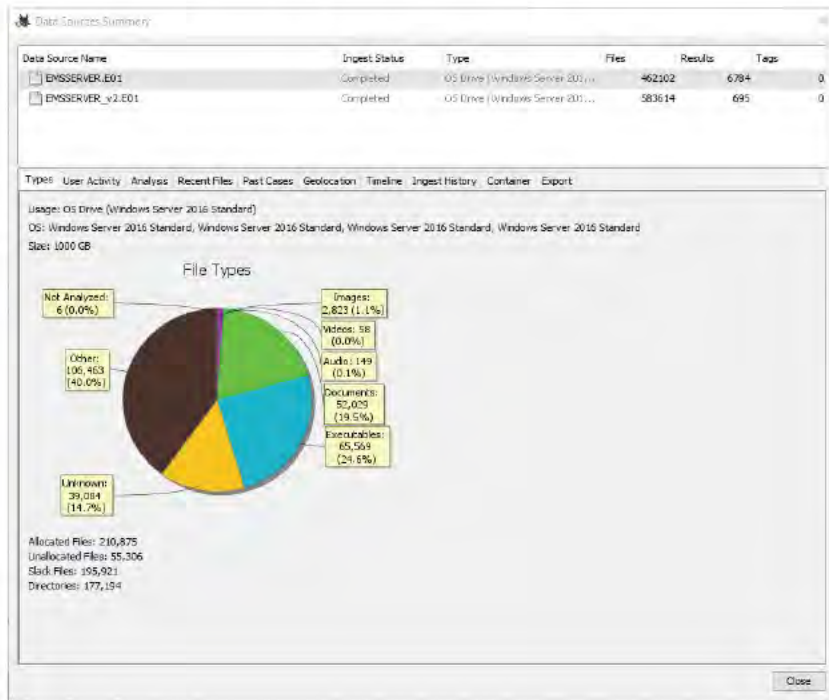 Data Sources Summary
Data Source Name Ingest Status Type Files Results Tags
EMSSERVER.E01 Completed OS Drive (Windows Server 201... 462102 6784 0
EMSSERVER_v2.E01 Completed OS Drive (Windows Server 201... 583614 695 0
Types User Activity Analysis Recent Files Past Cases Geolocation Timeline Ingest History Container Export
Usage: OS Drive (Windows Server 2016 Standard)
OS: Windows Server 2016 Standard, Windows Server 2016 Standard, Windows Server 2016 Standard, Windows Server 2016 Standard
Size: 1000 GB
File Types
Not Analyzed:
6 (0.0%)
Images:
2,823 (1.1%)
Videos: 58
(0.0%)
Other:
106,463
(40.0%)
Audio: 149
(0.1%)
Documents:
52,029
(19.5%)
Executables:
65,569
(24.6%)
Unknown:
39,084
(14.7%)
Allocated Files: 210,875
Unallocated Files: 55,306
Slack Files: 195,921
Directories: 177,194
Close